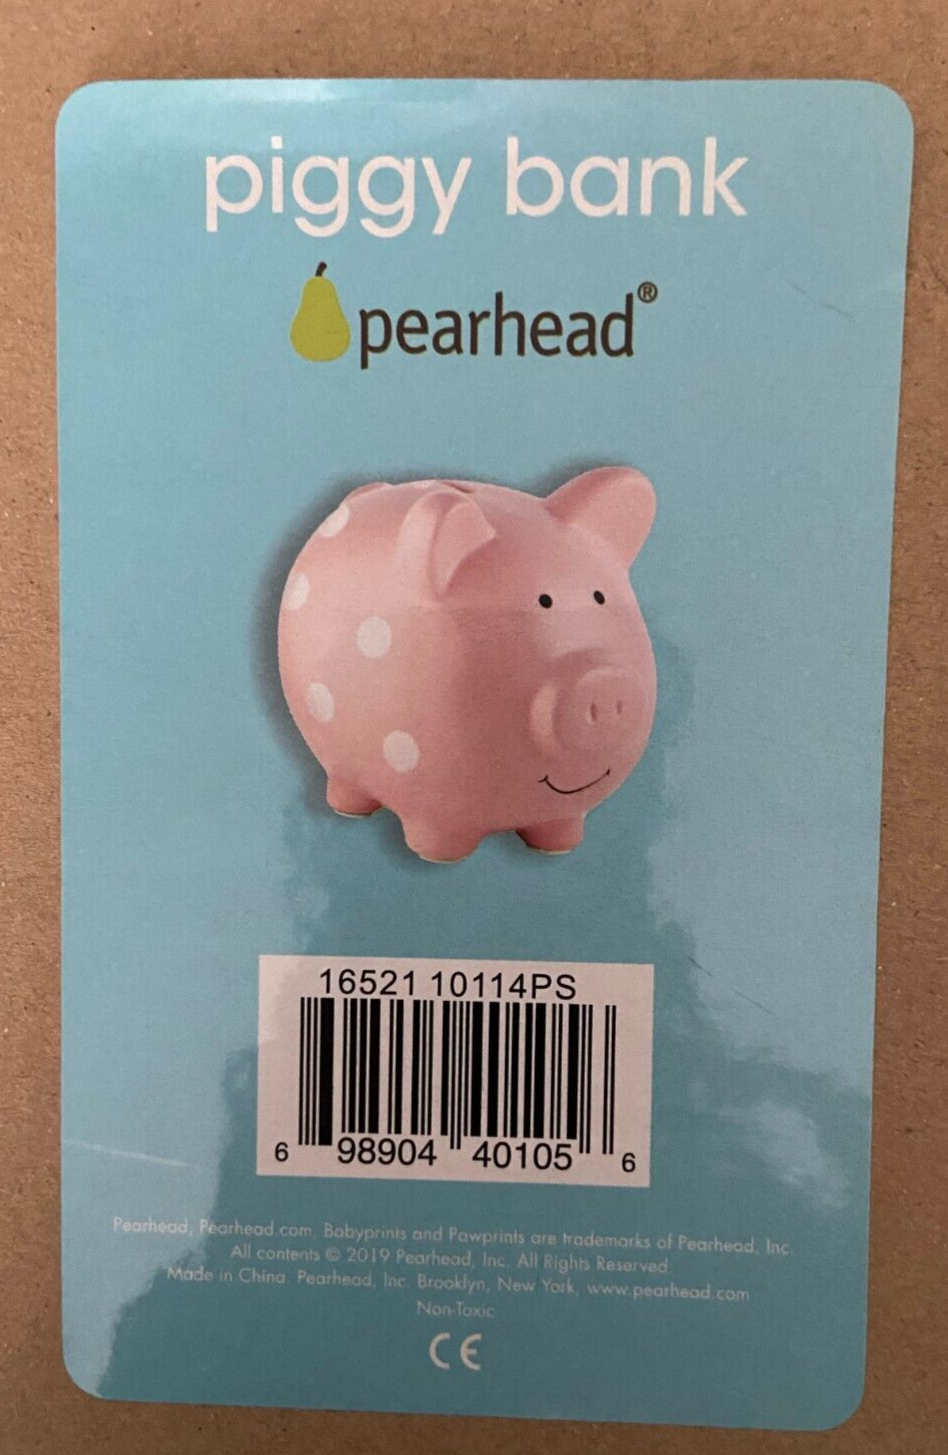 piggy bank
pearhead®
16521 10114PS
6 98904 40105 6
Pearhead, Pearhead.com, Babyprints and Pawprints are trademarks of Pearhead, Inc.
All contents © 2019 Pearhead, Inc. All Rights Reserved
Made in China. Pearhead, Inc. Brooklyn, New York, www.pearhead.com
Non-Toxic
CE